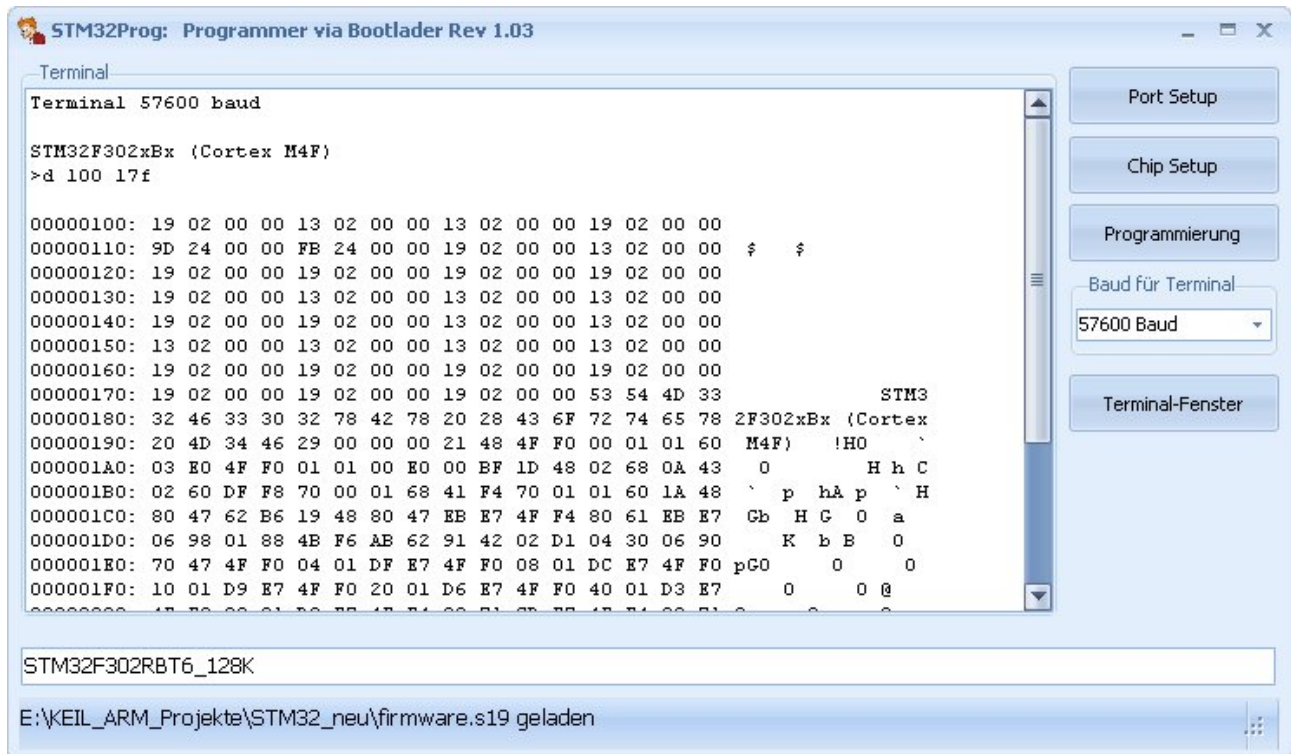 STM32Prog: Programmer via Bootlader Rev 1.03
Terminal
Terminal 57600 baud
STM32F302xBx (Cortex M4F)
>d 100 17f
00000100: 19 02 00 00 13 02 00 00 13 02 00 00 19 02 00 00
00000110: 9D 24 00 00 FB 24 00 00 19 02 00 00 13 02 00 00 $ $
00000120: 19 02 00 00 19 02 00 00 19 02 00 00 19 02 00 00
00000130: 19 02 00 00 13 02 00 00 13 02 00 00 13 02 00 00
00000140: 19 02 00 00 19 02 00 00 13 02 00 00 13 02 00 00
00000150: 13 02 00 00 13 02 00 00 13 02 00 00 13 02 00 00
00000160: 19 02 00 00 19 02 00 00 19 02 00 00 19 02 00 00
00000170: 19 02 00 00 19 02 00 00 19 02 00 00 53 54 4D 33 STM3
00000180: 32 46 33 30 32 78 42 78 20 28 43 6F 72 74 65 78 2F302xBx (Cortex
00000190: 20 4D 34 46 29 00 00 00 21 48 4F F0 00 01 01 60 M4F) !HO `
000001A0: 03 E0 4F F0 01 01 00 E0 00 BF 1D 48 02 68 0A 43 O H h C
000001B0: 02 60 DF F8 70 00 01 68 41 F4 70 01 01 60 1A 48 ` p hA p ` H
000001C0: 80 47 62 B6 19 48 80 47 EB E7 4F F4 80 61 EB E7 Gb H G O a
000001D0: 06 98 01 88 4B F6 AB 62 91 42 02 D1 04 30 06 90 K b B 0
000001E0: 70 47 4F F0 04 01 DF E7 4F F0 08 01 DC E7 4F F0 pGO O O
000001F0: 10 01 D9 E7 4F F0 20 01 D6 E7 4F F0 40 01 D3 E7 O O @
Port Setup
Chip Setup
Programmierung
Baud für Terminal
57600 Baud
Terminal-Fenster
STM32F302RBT6_128K
E:\KEIL_ARM_Projekte\STM32_neu\firmware.s19 geladen